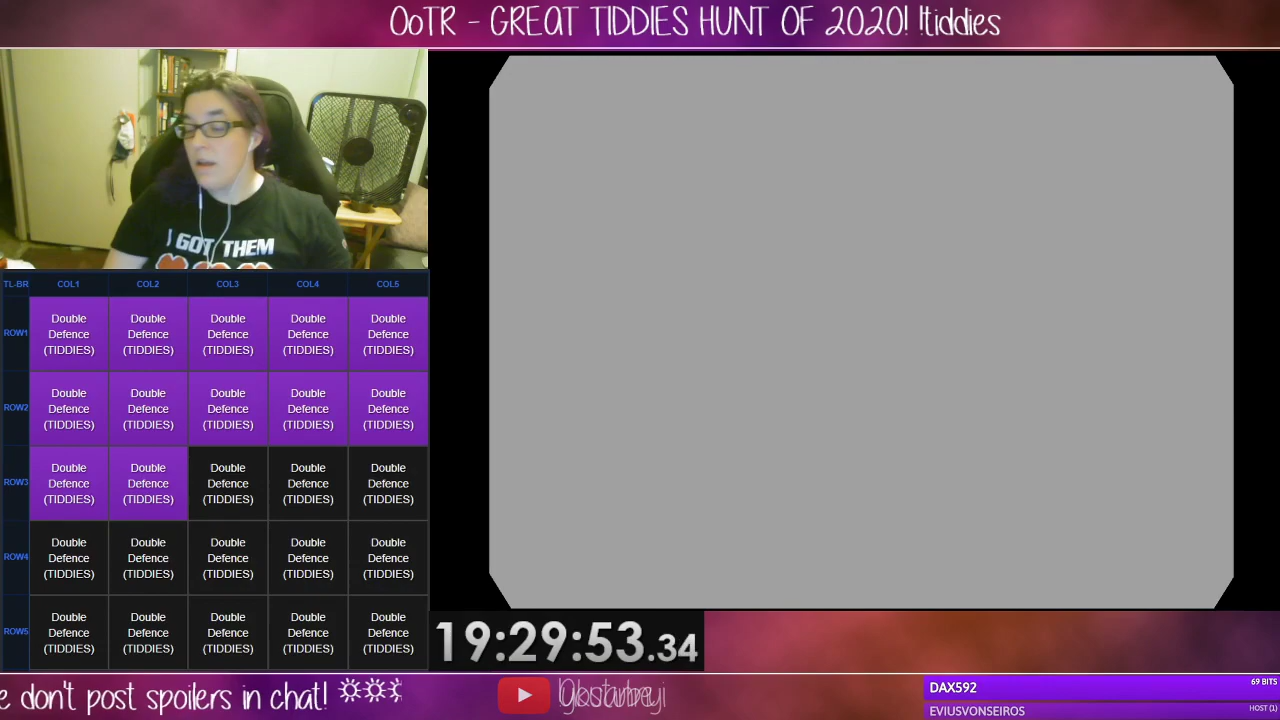 OoTR - GREAT TIDDIES HUNT OF 2020! !tiddies
I GOT THEM
TL-BR COL1 COL2 COL3 COL4 COL5
ROW1
Double Defence (TIDDIES)
Double Defence (TIDDIES)
Double Defence (TIDDIES)
Double Defence (TIDDIES)
Double Defence (TIDDIES)
ROW2
Double Defence (TIDDIES)
Double Defence (TIDDIES)
Double Defence (TIDDIES)
Double Defence (TIDDIES)
Double Defence (TIDDIES)
ROW3
Double Defence (TIDDIES)
Double Defence (TIDDIES)
Double Defence (TIDDIES)
Double Defence (TIDDIES)
Double Defence (TIDDIES)
ROW4
Double Defence (TIDDIES)
Double Defence (TIDDIES)
Double Defence (TIDDIES)
Double Defence (TIDDIES)
Double Defence (TIDDIES)
ROW5
Double Defence (TIDDIES)
Double Defence (TIDDIES)
Double Defence (TIDDIES)
Double Defence (TIDDIES)
Double Defence (TIDDIES)
19:29:53.34
e don't post spoilers in chat!
DAX592 69 BITS
EVIUSVONSEIROS HOST (1)